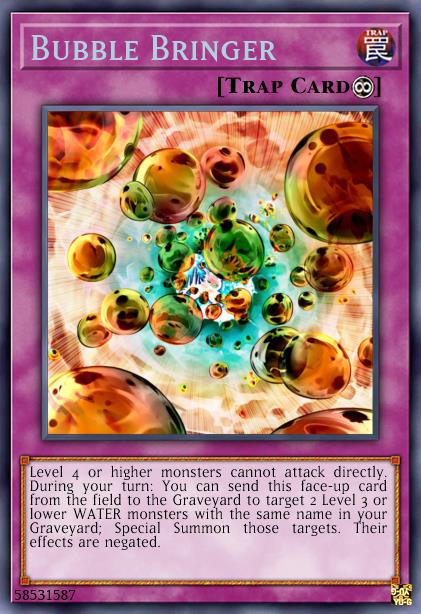 Bubble Bringer
TRAP
罠
[Trap Card]
Level 4 or higher monsters cannot attack directly.
During your turn: You can send this face-up card
from the field to the Graveyard to target 2 Level 3 or
lower WATER monsters with the same name in your
Graveyard; Special Summon those targets. Their
effects are negated.
58531587